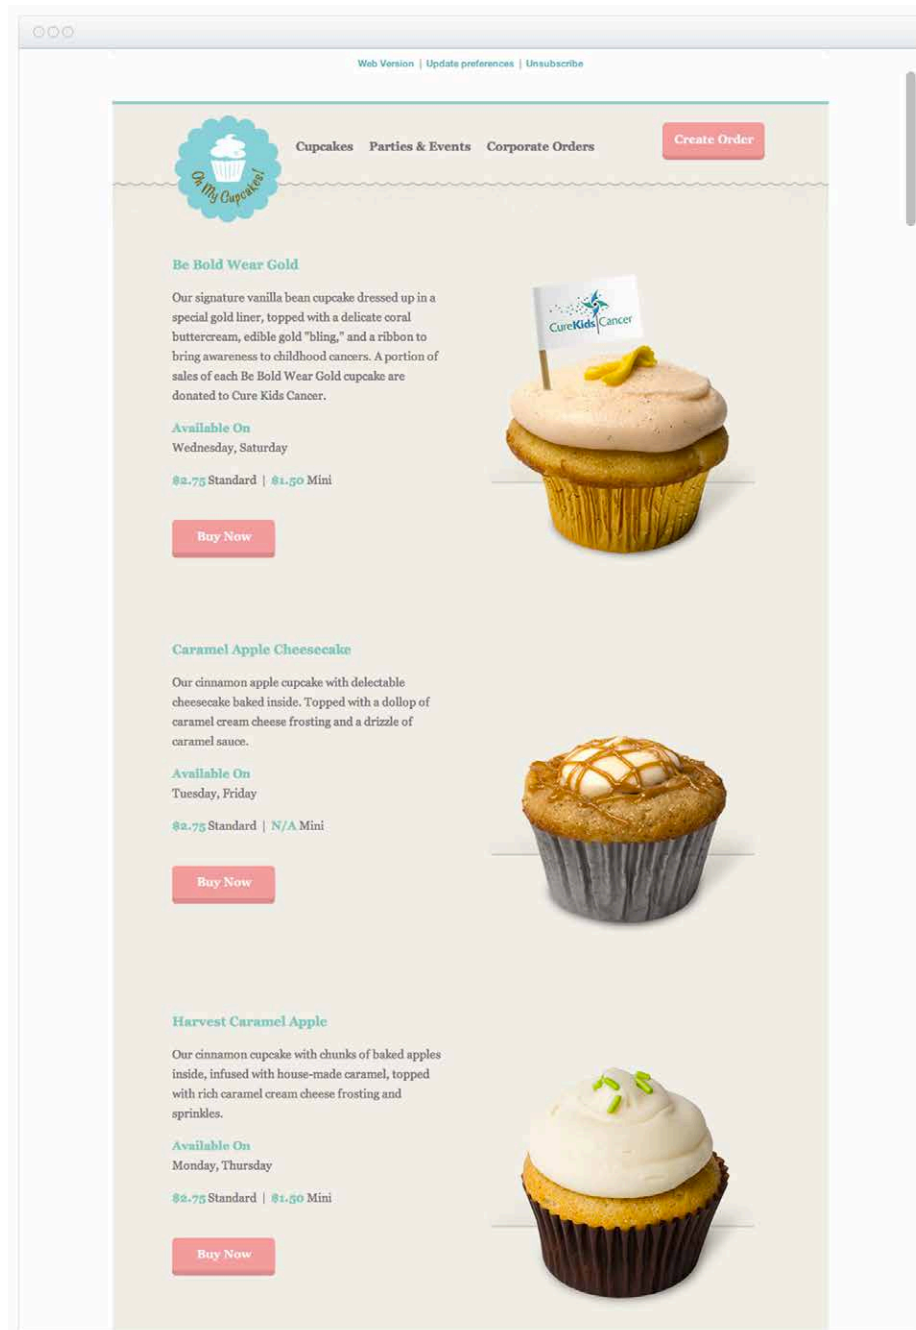 Web Version | Update preferences | Unsubscribe
Oh My Cupcakes!
Cupcakes Parties & Events Corporate Orders
Create Order
Be Bold Wear Gold
Our signature vanilla bean cupcake dressed up in a
special gold liner, topped with a delicate coral
buttercream, edible gold "bling," and a ribbon to
bring awareness to childhood cancers. A portion of
sales of each Be Bold Wear Gold cupcake are
donated to Cure Kids Cancer.
Available On
Wednesday, Saturday
$2.75 Standard | $1.50 Mini
Buy Now
CureKids Cancer
Caramel Apple Cheesecake
Our cinnamon apple cupcake with delectable
cheesecake baked inside. Topped with a dollop of
caramel cream cheese frosting and a drizzle of
caramel sauce.
Available On
Tuesday, Friday
$2.75 Standard | N/A Mini
Buy Now
Harvest Caramel Apple
Our cinnamon cupcake with chunks of baked apples
inside, infused with house-made caramel, topped
with rich caramel cream cheese frosting and
sprinkles.
Available On
Monday, Thursday
$2.75 Standard | $1.50 Mini
Buy Now